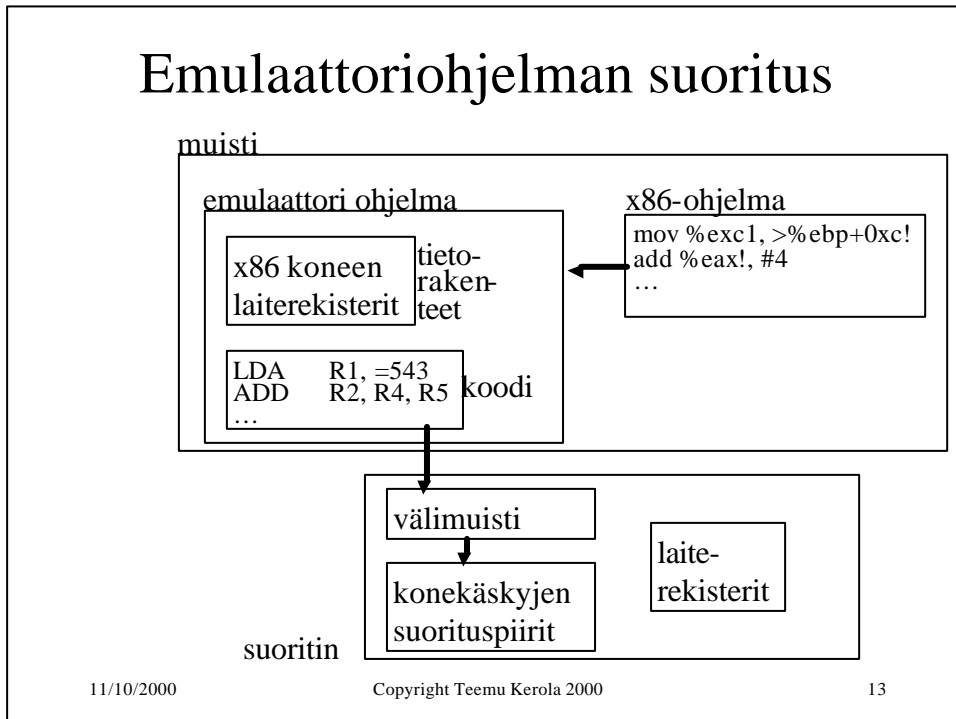 Emulaattoriohjelman suoritus
muisti
emulaattori ohjelma
x86 koneen
laiterekisterit
tieto-
raken-
teet
LDA R1, =543
ADD R2, R4, R5
…
koodi
x86-ohjelma
mov %exc1, >%ebp+0xc!
add %eax!, #4
…
välimuisti
konekäskyjen
suorituspiirit
laite-
rekisterit
suoritin
11/10/2000
Copyright Teemu Kerola 2000
13